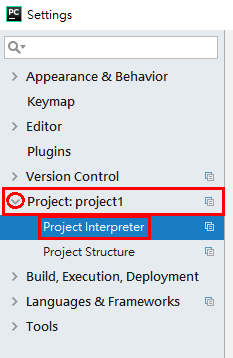 PC Settings
Appearance & Behavior
Keymap
Editor
Plugins
Version Control
Project: project1
Project Interpreter
Project Structure
Build, Execution, Deployment
Languages & Frameworks
Tools